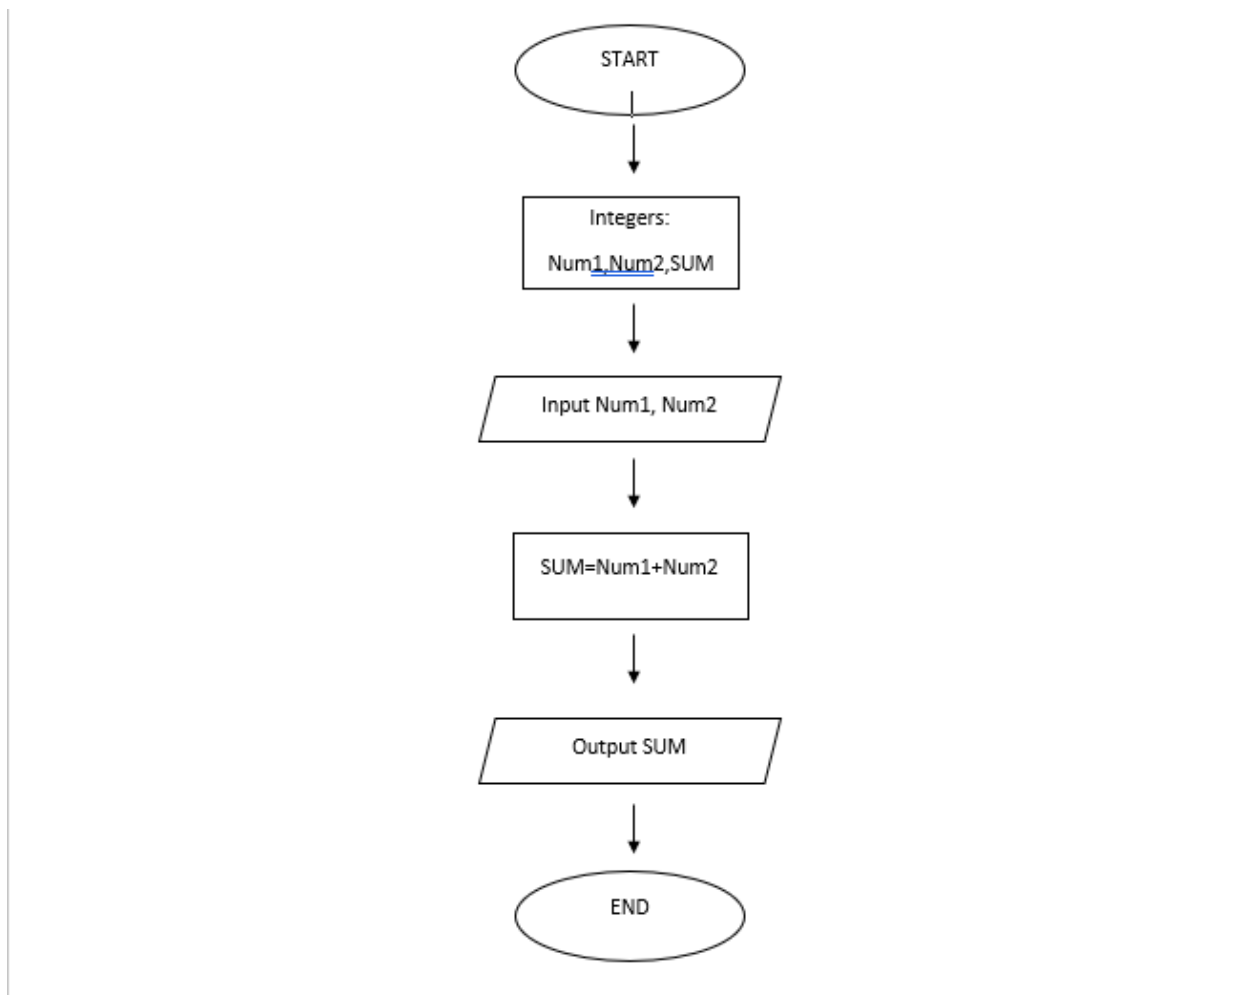 START
Integers:
Num1,Num2,SUM
Input Num1, Num2
SUM=Num1+Num2
Output SUM
END